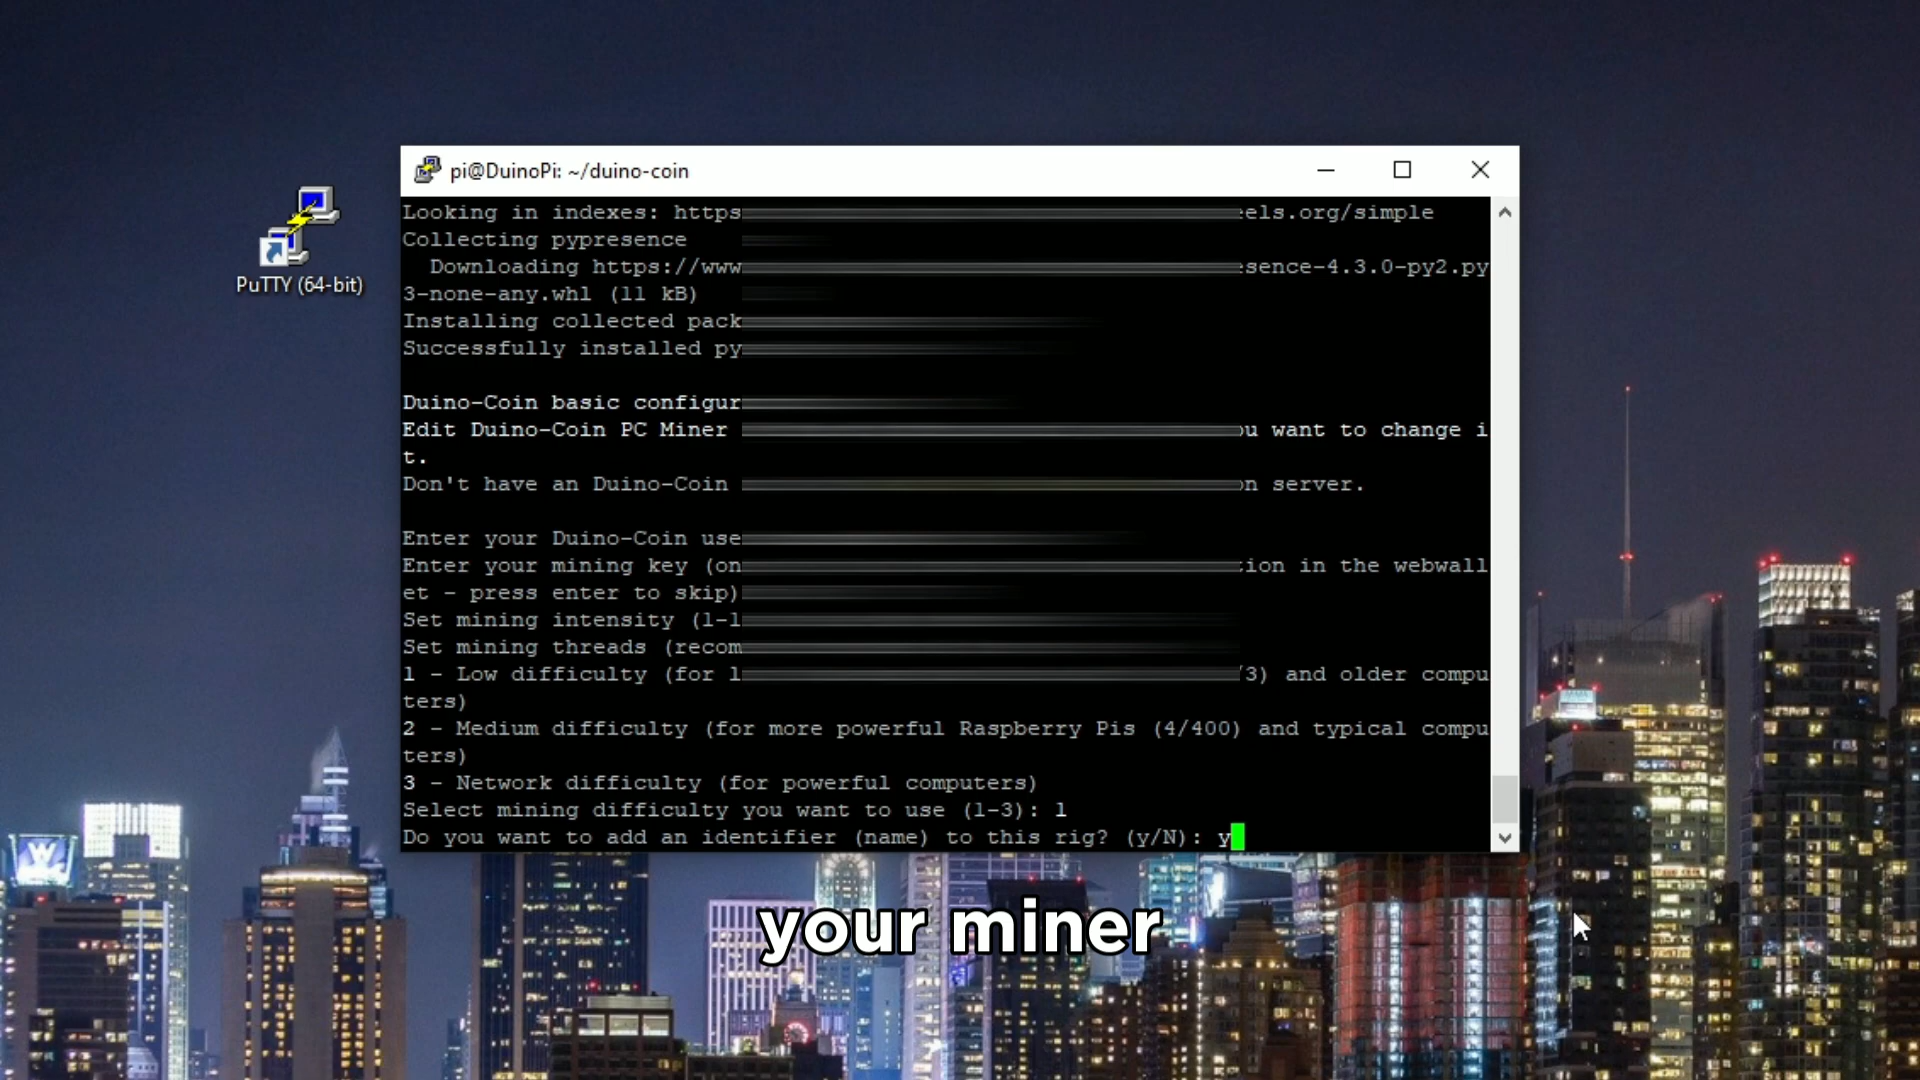 pi@DuinoPi: ~/duino-coin
Looking in indexes: https els.org/simple
Collecting pypresence
Downloading https://www sence-4.3.0-py2.py
3-none-any.whl (11 kB)
Installing collected pack
Successfully installed py
Duino-Coin basic configur
Edit Duino-Coin PC Miner u want to change i
t.
Don't have an Duino-Coin n server.
Enter your Duino-Coin use
Enter your mining key (on ion in the webwall
et - press enter to skip)
Set mining intensity (1-1
Set mining threads (recom
1 - Low difficulty (for l 3) and older compu
ters)
2 - Medium difficulty (for more powerful Raspberry Pis (4/400) and typical compu
ters)
3 - Network difficulty (for powerful computers)
Select mining difficulty you want to use (1-3): 1
Do you want to add an identifier (name) to this rig? (y/N): y
PuTTY (64-bit)
W
your miner